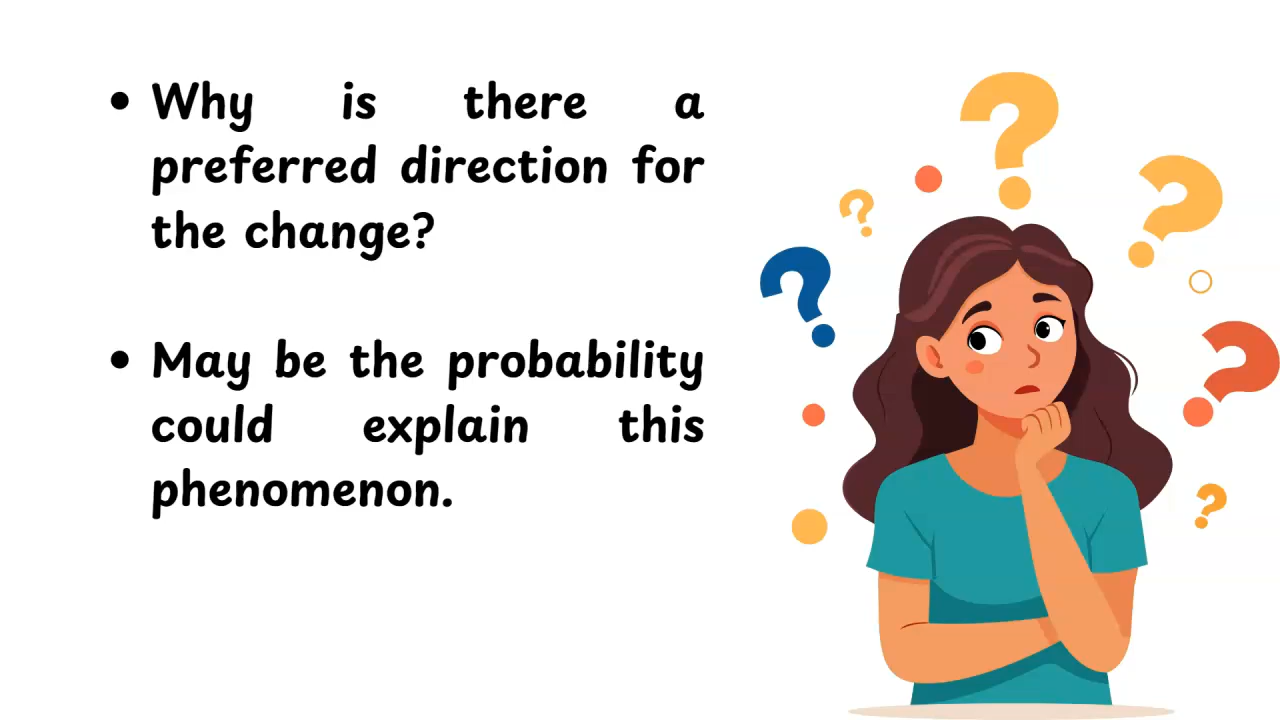 • Why is there a
preferred direction for
the change?
• May be the probability
could explain this
phenomenon.